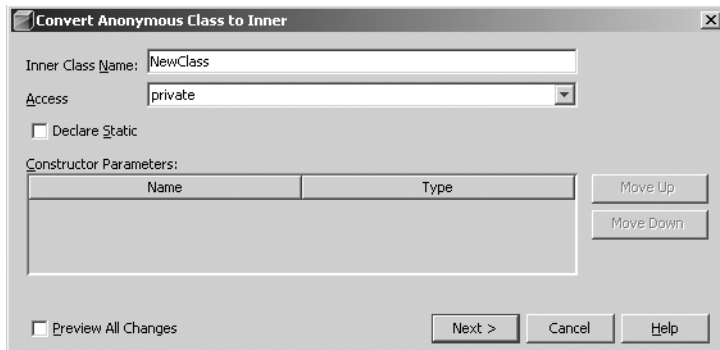 Convert Anonymous Class to Inner
Inner Class Name: NewClass
Access private
Declare Static
Constructor Parameters:
Name Type
Move Up
Move Down
Preview All Changes Next > Cancel Help